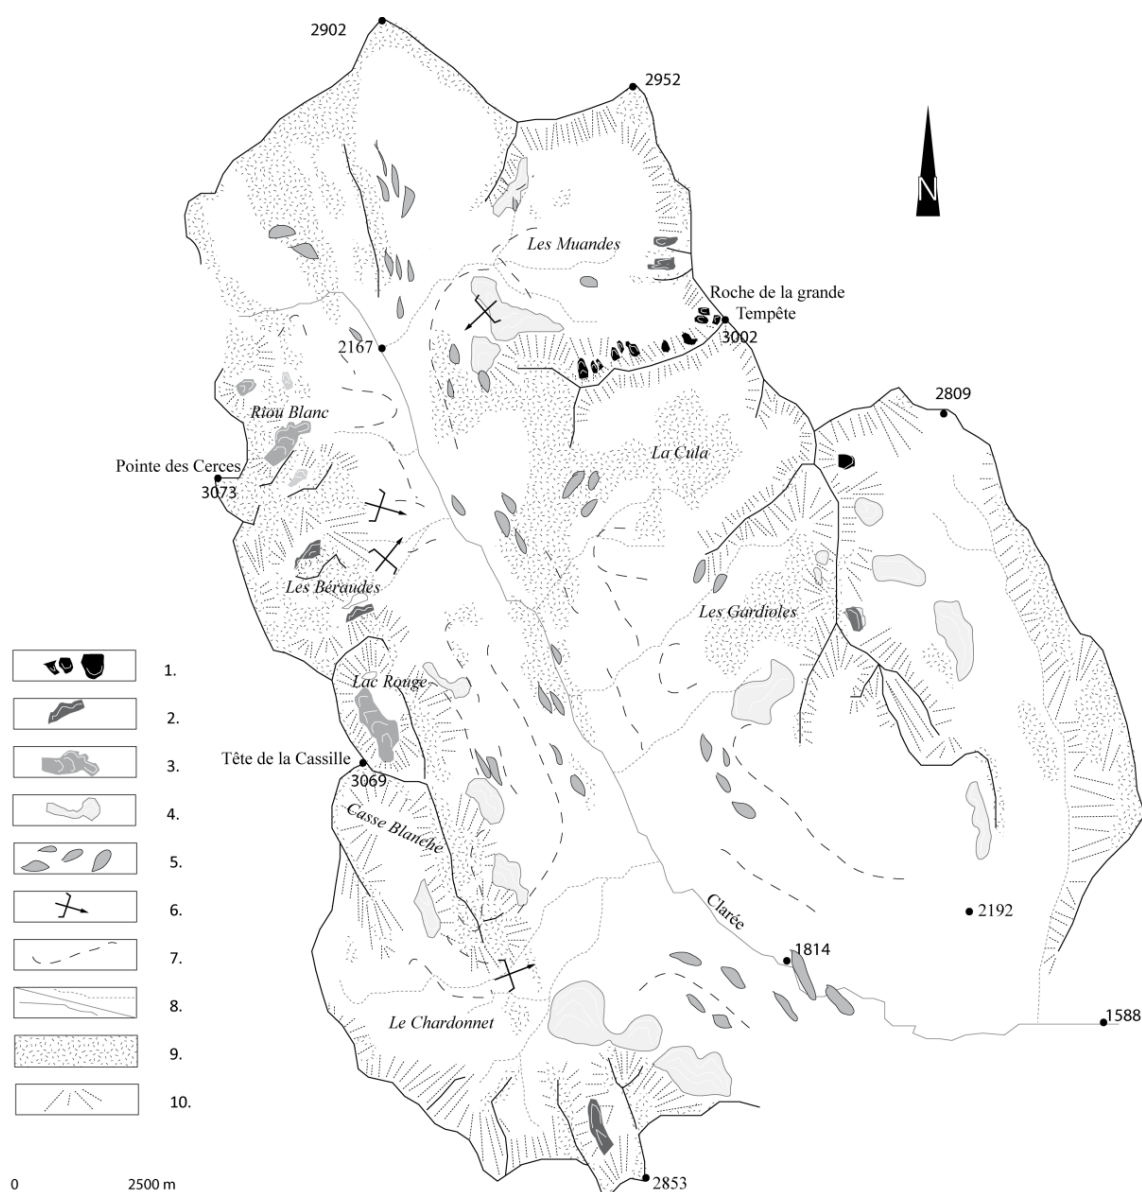 2902
2952
N
Les Muandes
Roche de la grande
Tempête
3002
2167
2809
Riou Blanc
La Cula
Pointe des Cerces
3073
Les Béraudes
Les Gardioles
Lac Rouge
Tête de la Cassille
3069
Casse Blanche
Clarée
2192
1814
Le Chardonnet
1588
2853
1.
2.
3.
4.
5.
6.
7.
8.
9.
10.
0 2500 m